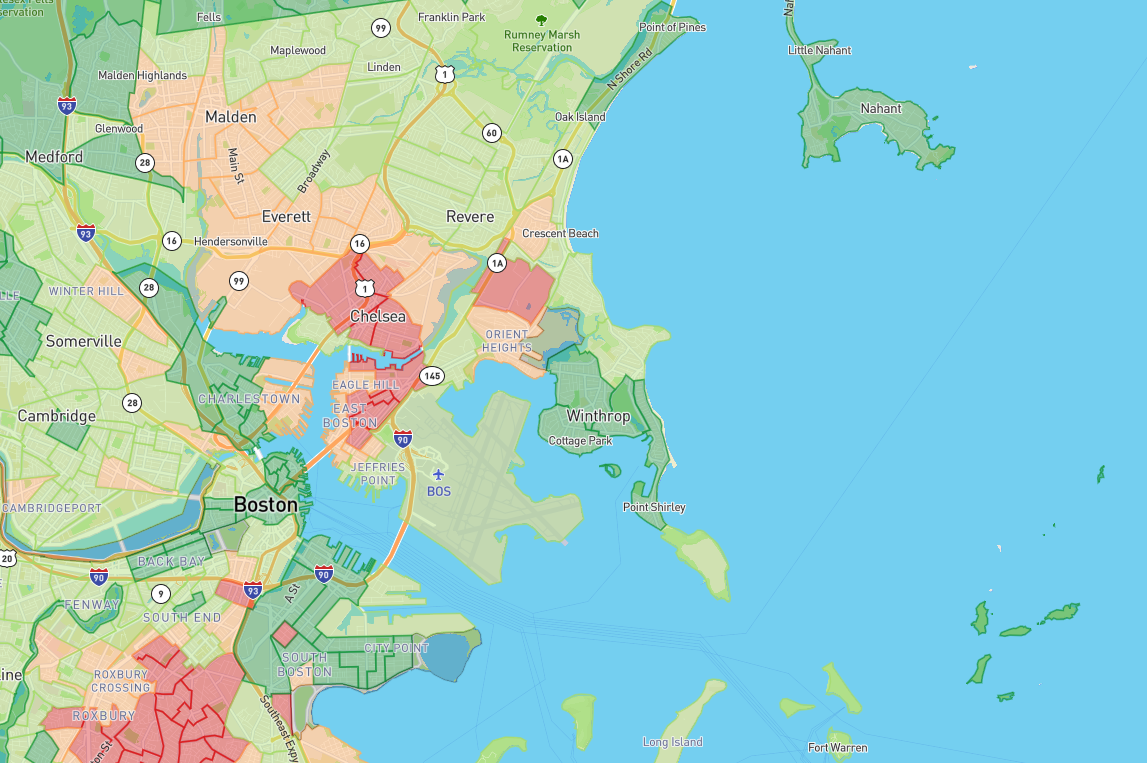 Fells
Franklin Park
99
Point of Pines
Rumney Marsh
Reservation
Little Nahant
Maplewood
Linden
1
Malden Highlands
N Shore Rd
93
Nahant
Malden
Oak Island
Glenwood
60
Medford
28
Main St
Broadway
1A
Everett
Revere
93
16
Hendersonville
16
Crescent Beach
1A
99
1
WINTER HILL
28
Chelsea
Somerville
ORIENT
HEIGHTS
145
EAGLE HILL
CHARLESTOWN
28
Cambridge
EAST
BOSTON
Winthrop
90
Cottage Park
JEFFRIES
POINT
BOS
CAMBRIDGEPORT
Boston
Point Shirley
20
BACK BAY
90
90
93
9
A St
FENWAY
SOUTH END
CITY POINT
SOUTH
BOSTON
ROXBURY
CROSSING
ROXBURY
Southeast Expy
Long Island
Fort Warren